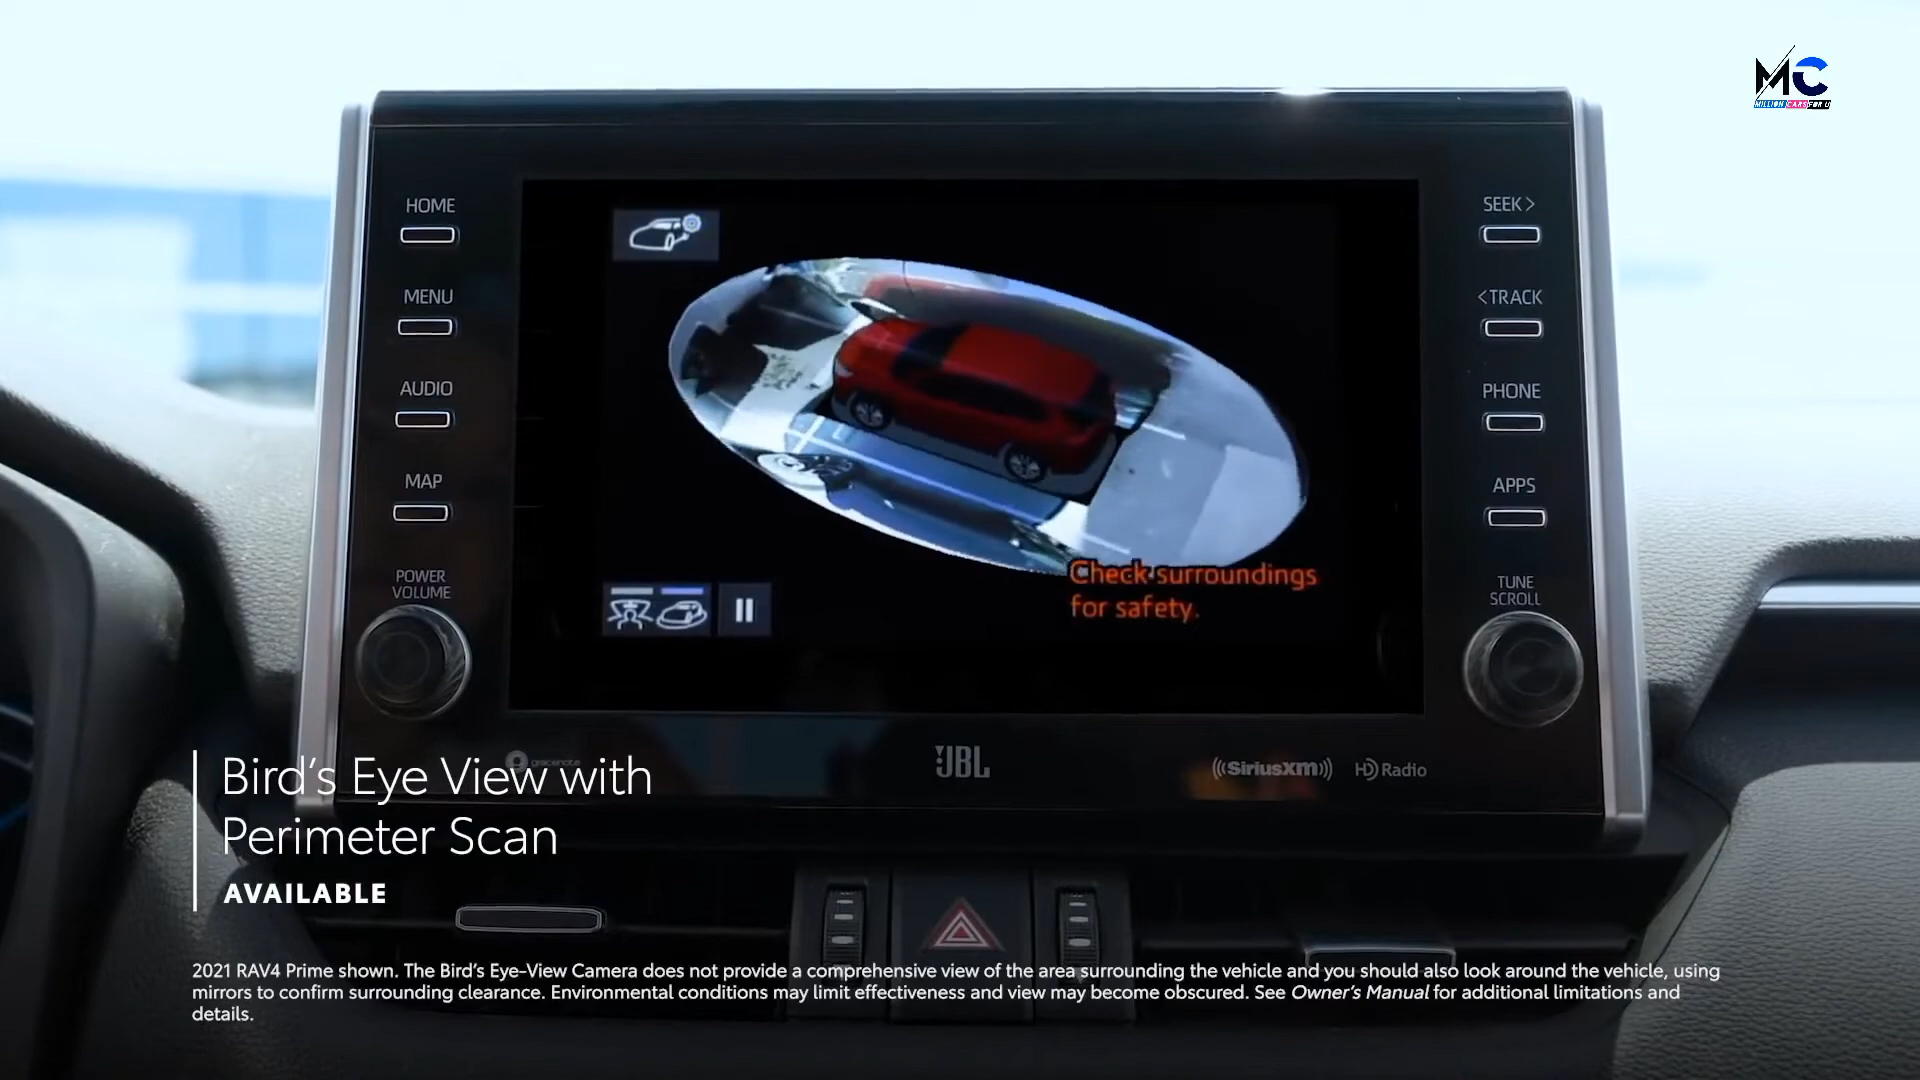 MC
MILLION CARS FOR U
HOME
SEEK>
MENU
<TRACK
AUDIO
PHONE
MAP
APPS
POWER
VOLUME
TUNE
SCROLL
Check surroundings
for safety.
gracenote
JBL
((SiriusXM))
HD Radio
Bird's Eye View with
Perimeter Scan
AVAILABLE
2021 RAV4 Prime shown. The Bird's Eye-View Camera does not provide a comprehensive view of the area surrounding the vehicle and you should also look around the vehicle, using
mirrors to confirm surrounding clearance. Environmental conditions may limit effectiveness and view may become obscured. See Owner's Manual for additional limitations and
details.